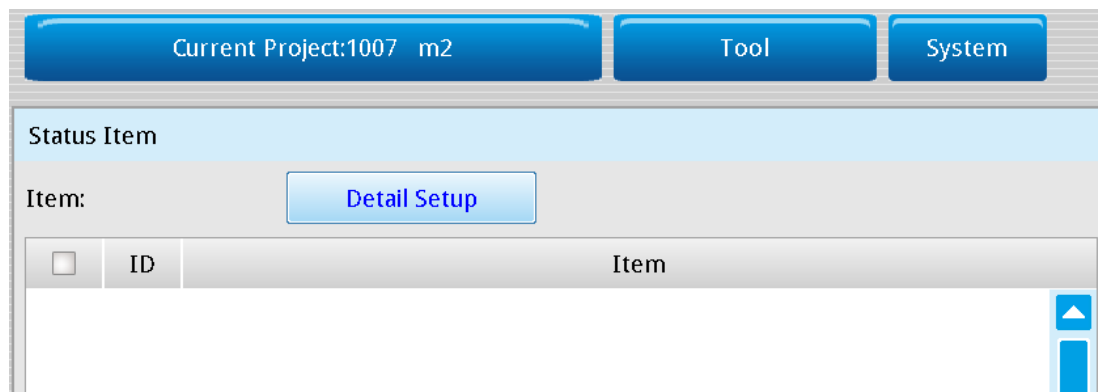 Current Project:1007 m2 Tool System
Status Item
Item: Detail Setup
ID Item